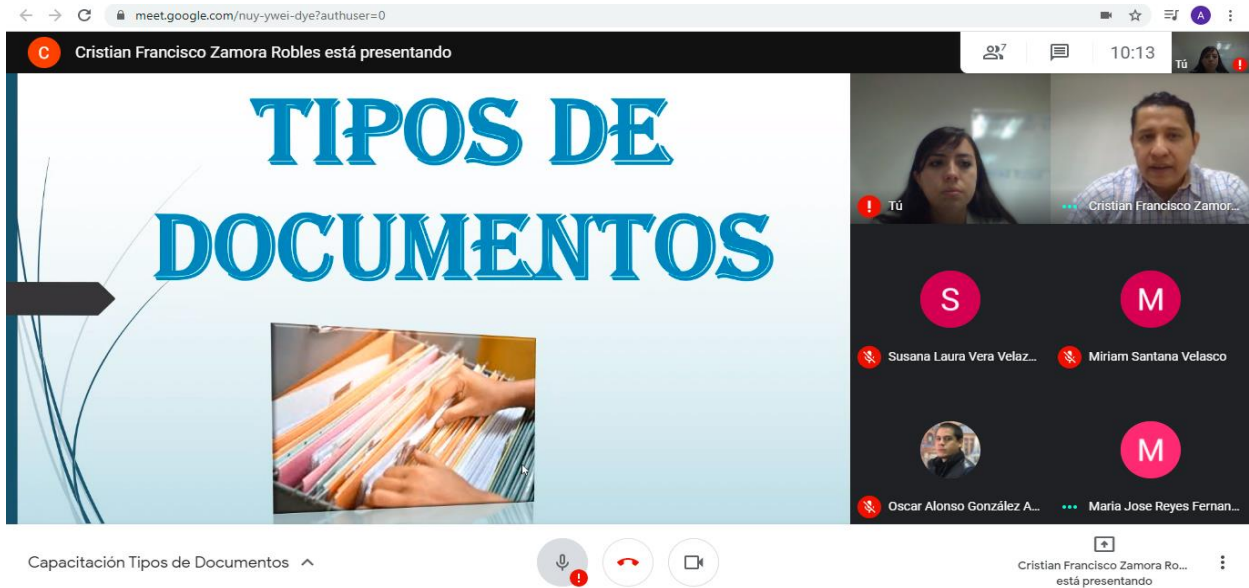 meet.google.com/nuy-ywei-dye?authuser=0
A
C
Cristian Francisco Zamora Robles está presentando
7
10:13
Tú
TIPOS DE
DOCUMENTOS
Tú
Cristian Francisco Zamor...
S
M
Susana Laura Vera Velaz...
Miriam Santana Velasco
M
Oscar Alonso González A...
Maria Jose Reyes Fernan...
Capacitación Tipos de Documentos
Cristian Francisco Zamora Ro...
está presentando